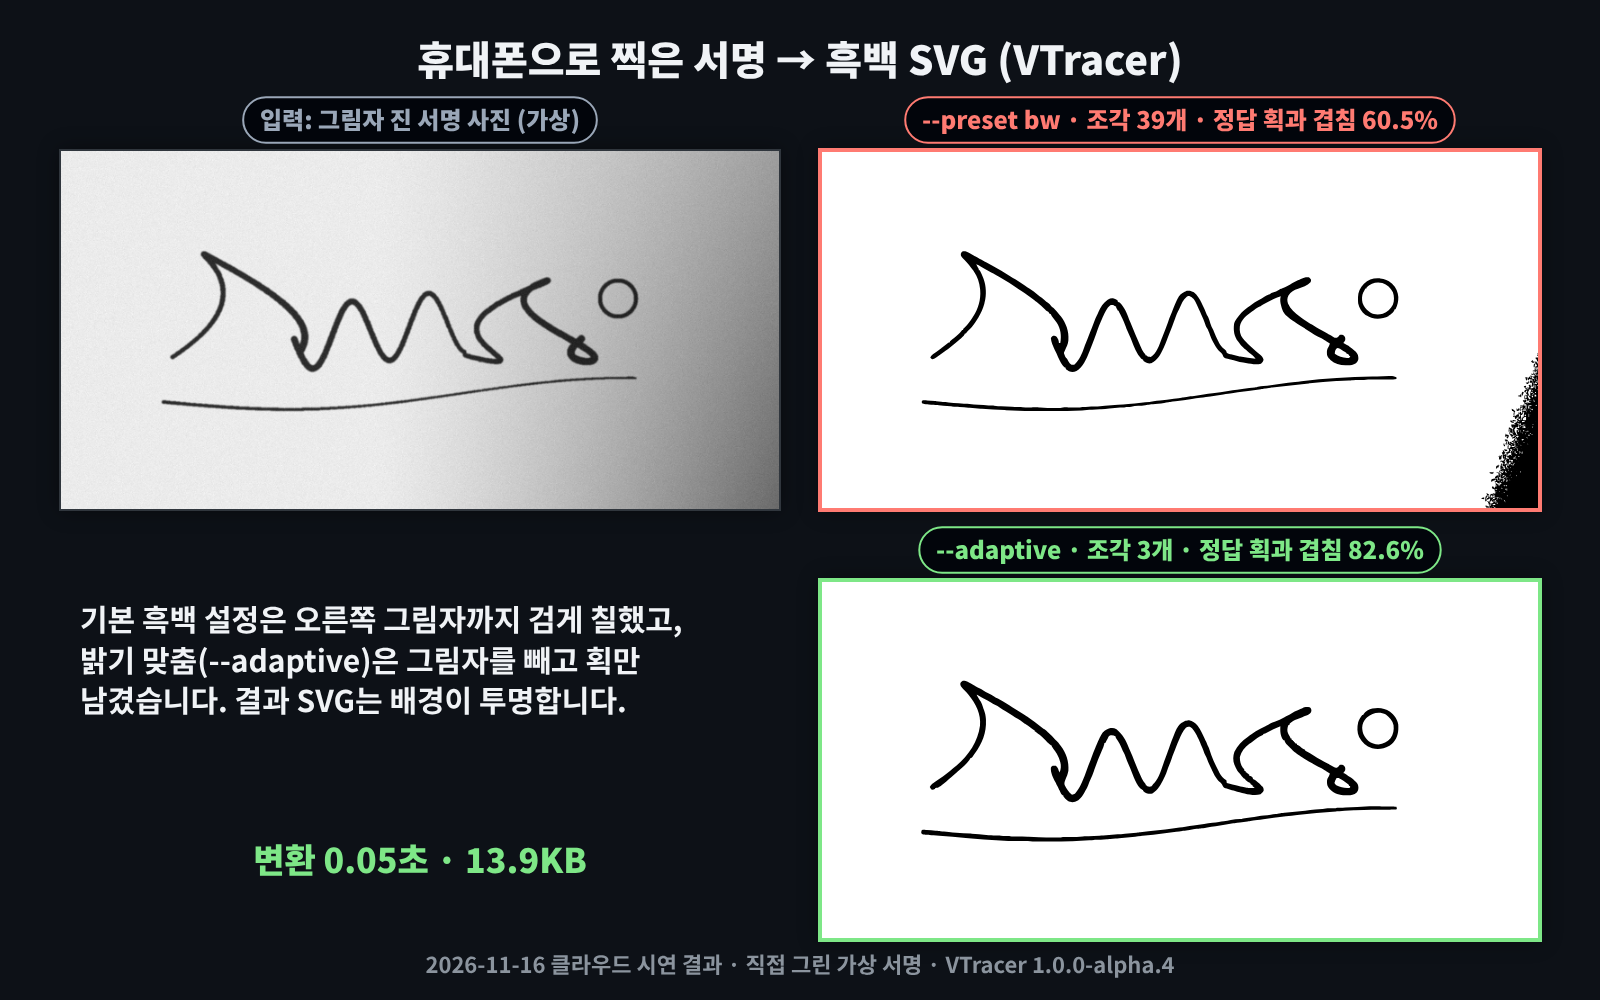 휴대폰으로 찍은 서명 → 흑백 SVG (VTracer)
입력: 그림자 진 서명 사진 (가상)
--preset bw · 조각 39개 · 정답 획과 겹침 60.5%
--adaptive · 조각 3개 · 정답 획과 겹침 82.6%
기본 흑백 설정은 오른쪽 그림자까지 검게 칠했고,
밝기 맞춤(--adaptive)은 그림자를 빼고 획만
남겼습니다. 결과 SVG는 배경이 투명합니다.
변환 0.05초 · 13.9KB
2026-11-16 클라우드 시연 결과 · 직접 그린 가상 서명 · VTracer 1.0.0-alpha.4